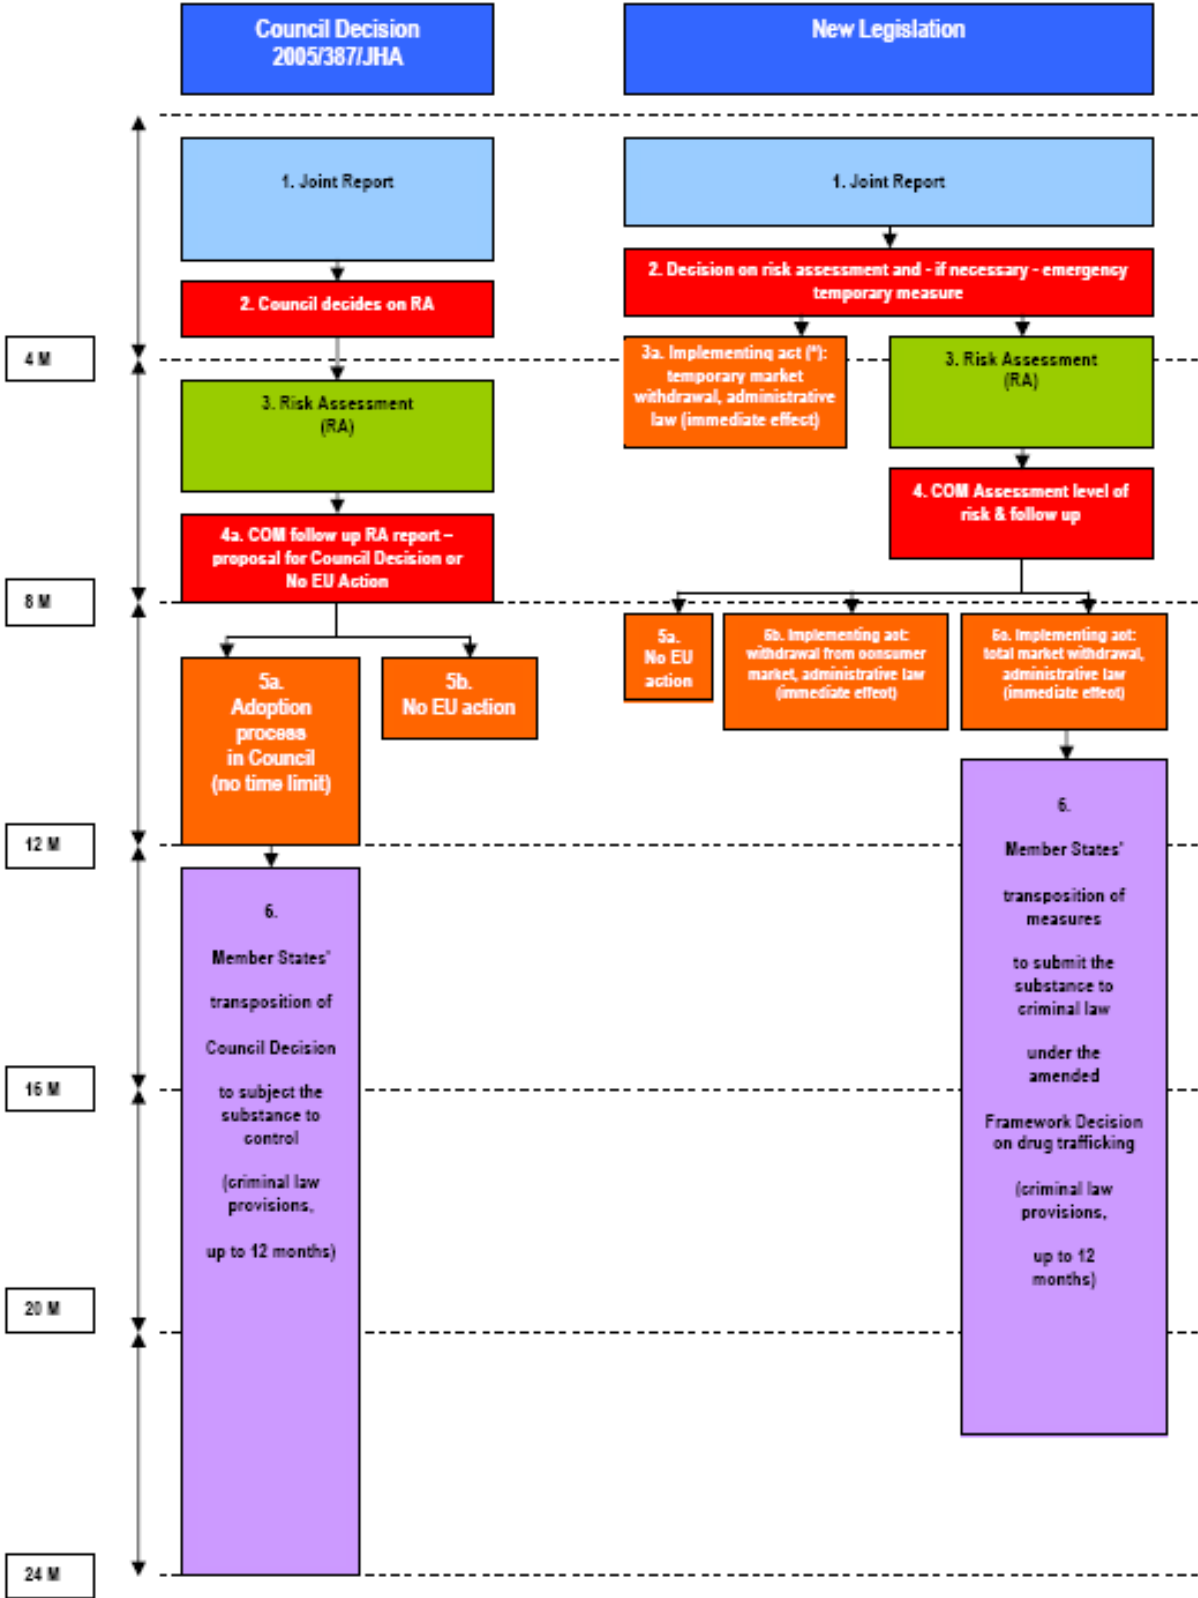 Council Decision
2005/387/JHA
New Legislation
1. Joint Report
1. Joint Report
2. Council decides on RA
2. Decision on risk assessment and - if necessary - emergency
temporary measure
4 M
3. Risk Assessment
(RA)
3a. Implementing act (*):
temporary market
withdrawal, administrative
law (immediate effect)
3. Risk Assessment
(RA)
4a. COM follow up RA report –
proposal for Council Decision or
No EU Action
4. COM Assessment level of
risk & follow up
8 M
5a.
Adoption
process
in Council
(no time limit)
5b.
No EU action
5a.
No EU
action
5b. Implementing act:
withdrawal from consumer
market, administrative law
(immediate effect)
5c. Implementing act:
total market withdrawal,
administrative law
(immediate effect)
12 M
6.
Member States'
transposition of
Council Decision
to subject the
substance to
control
(criminal law
provisions,
up to 12 months)
6.
Member States'
transposition of
measures
to submit the
substance to
criminal law
under the
amended
Framework Decision
on drug trafficking
(criminal law
provisions,
up to 12
months)
16 M
20 M
24 M